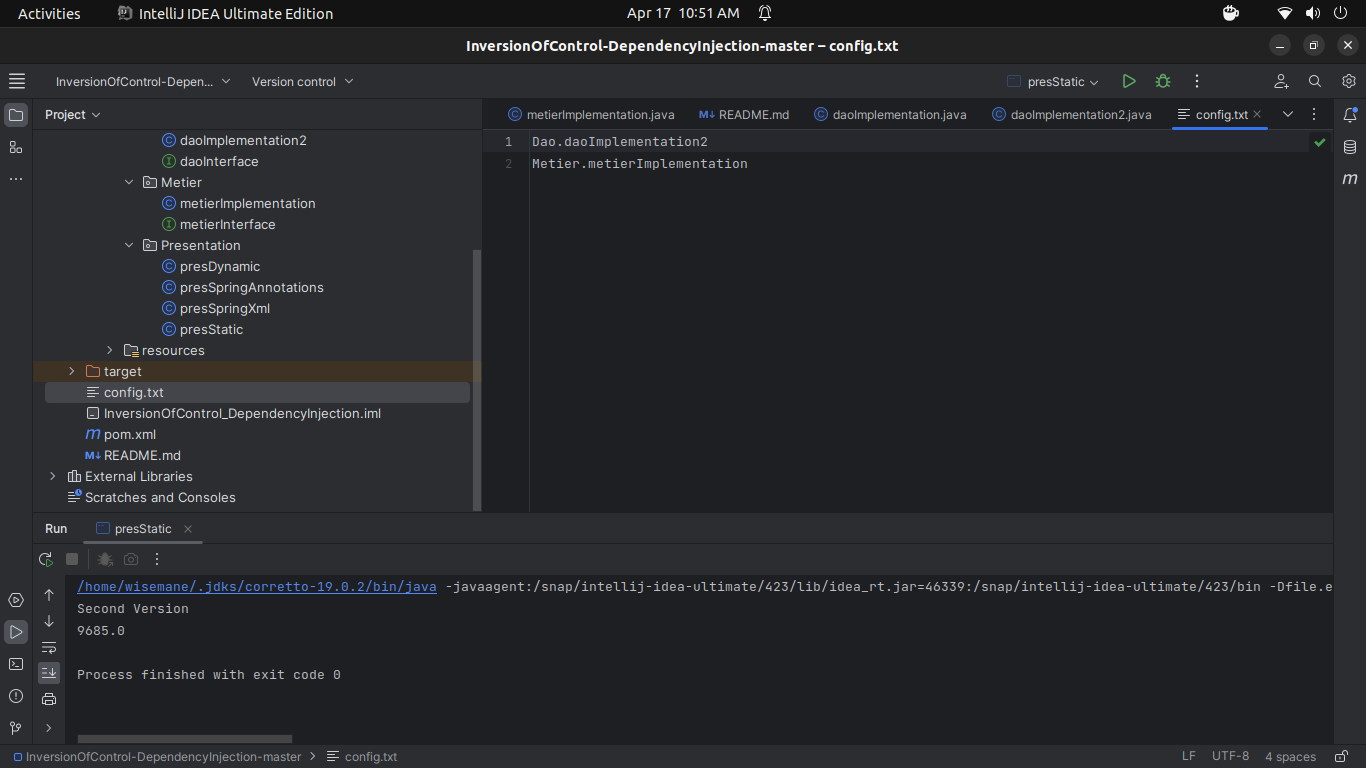 Activities IntelliJ IDEA Ultimate Edition Apr 17 10:51 AM
InversionOfControl-DependencyInjection-master – config.txt
InversionOfControl-Depen... Version control presStatic
Project
metierImplementation.java README.md daoImplementation.java daoImplementation2.java config.txt
daoImplementation2
daoInterface
Metier
metierImplementation
metierInterface
Presentation
presDynamic
presSpringAnnotations
presSpringXml
presStatic
resources
target
config.txt
InversionOfControl_DependencyInjection.iml
pom.xml
README.md
External Libraries
Scratches and Consoles
1 Dao.daoImplementation2
2 Metier.metierImplementation
Run presStatic
/home/wisemane/.jdks/corretto-19.0.2/bin/java -javaagent:/snap/intellij-idea-ultimate/423/lib/idea_rt.jar=46339:/snap/intellij-idea-ultimate/423/bin -Dfile.e
Second Version
9685.0
Process finished with exit code 0
InversionOfControl-DependencyInjection-master config.txt LF UTF-8 4 spaces